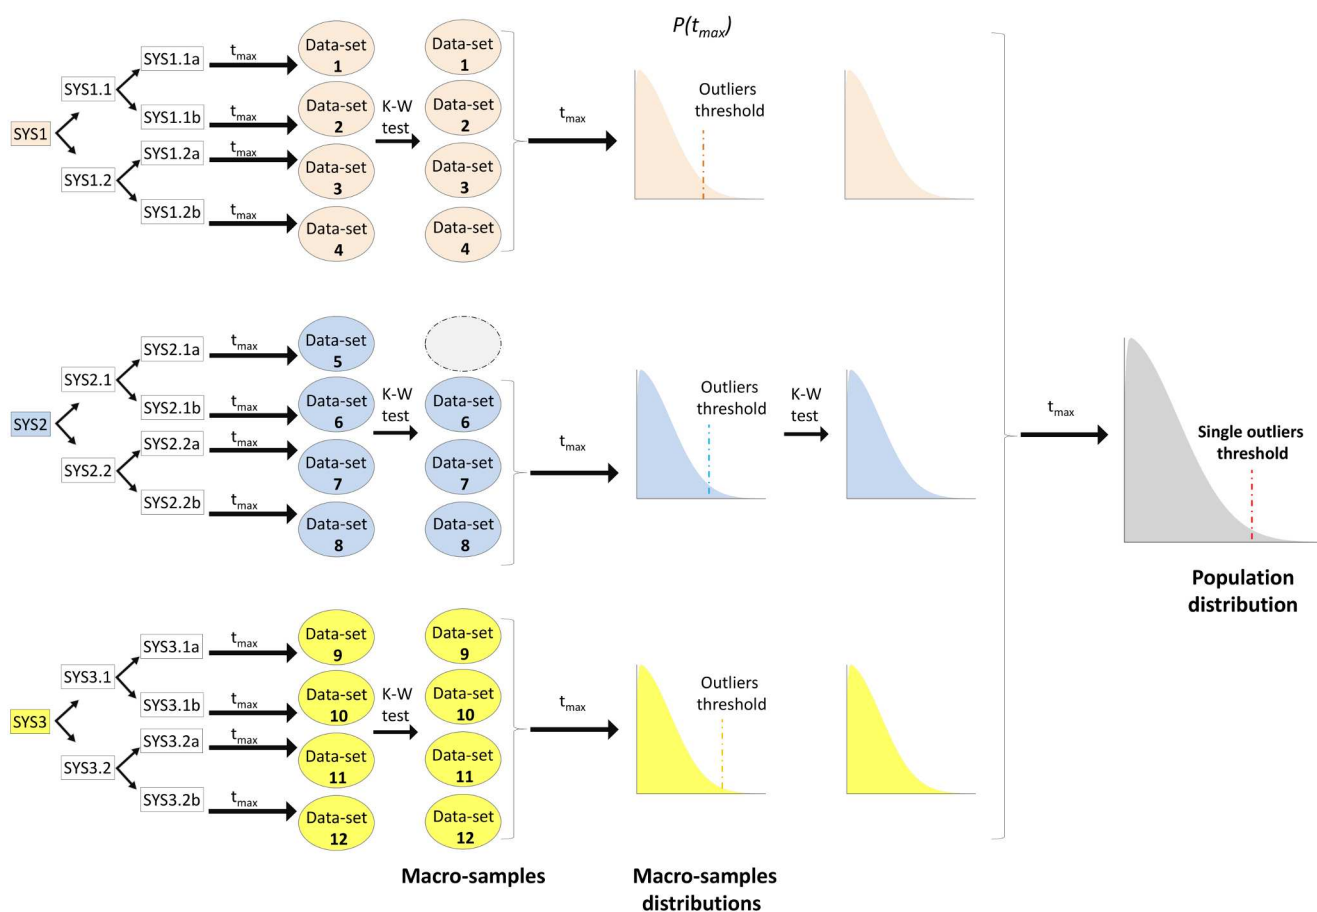 P(tmax)
SYS1
SYS1.1
SYS1.2
SYS1.1a
SYS1.1b
SYS1.2a
SYS1.2b
tmax
tmax
tmax
tmax
Data-set
1
Data-set
2
Data-set
3
Data-set
4
K-W
test
Data-set
1
Data-set
2
Data-set
3
Data-set
4
tmax
Outliers
threshold
SYS2
SYS2.1
SYS2.2
SYS2.1a
SYS2.1b
SYS2.2a
SYS2.2b
tmax
tmax
tmax
tmax
Data-set
5
Data-set
6
Data-set
7
Data-set
8
K-W
test
Data-set
6
Data-set
7
Data-set
8
tmax
Outliers
threshold
K-W
test
tmax
Single outliers
threshold
Population
distribution
SYS3
SYS3.1
SYS3.2
SYS3.1a
SYS3.1b
SYS3.2a
SYS3.2b
tmax
tmax
tmax
tmax
Data-set
9
Data-set
10
Data-set
11
Data-set
12
K-W
test
Data-set
9
Data-set
10
Data-set
11
Data-set
12
tmax
Outliers
threshold
Macro-samples
Macro-samples
distributions